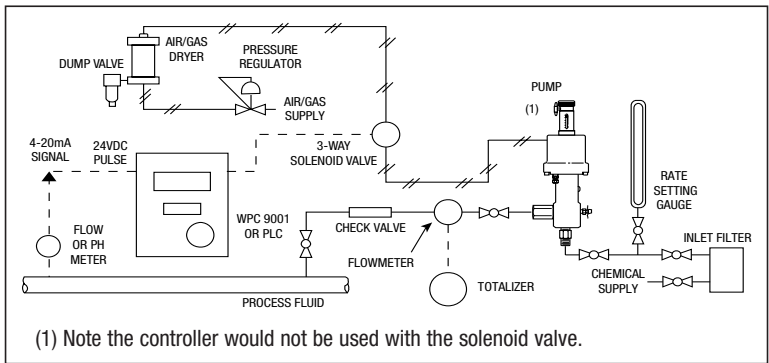 AIR/GAS
DRYER
DUMP VALVE
PRESSURE
REGULATOR
AIR/GAS
SUPPLY
PUMP
(1)
4-20mA
SIGNAL
24VDC
PULSE
3-WAY
SOLENOID VALVE
RATE
SETTING
GAUGE
FLOW
OR PH
METER
WPC 9001
OR PLC
CHECK VALVE
FLOWMETER
INLET FILTER
CHEMICAL
SUPPLY
TOTALIZER
PROCESS FLUID
(1) Note the controller would not be used with the solenoid valve.